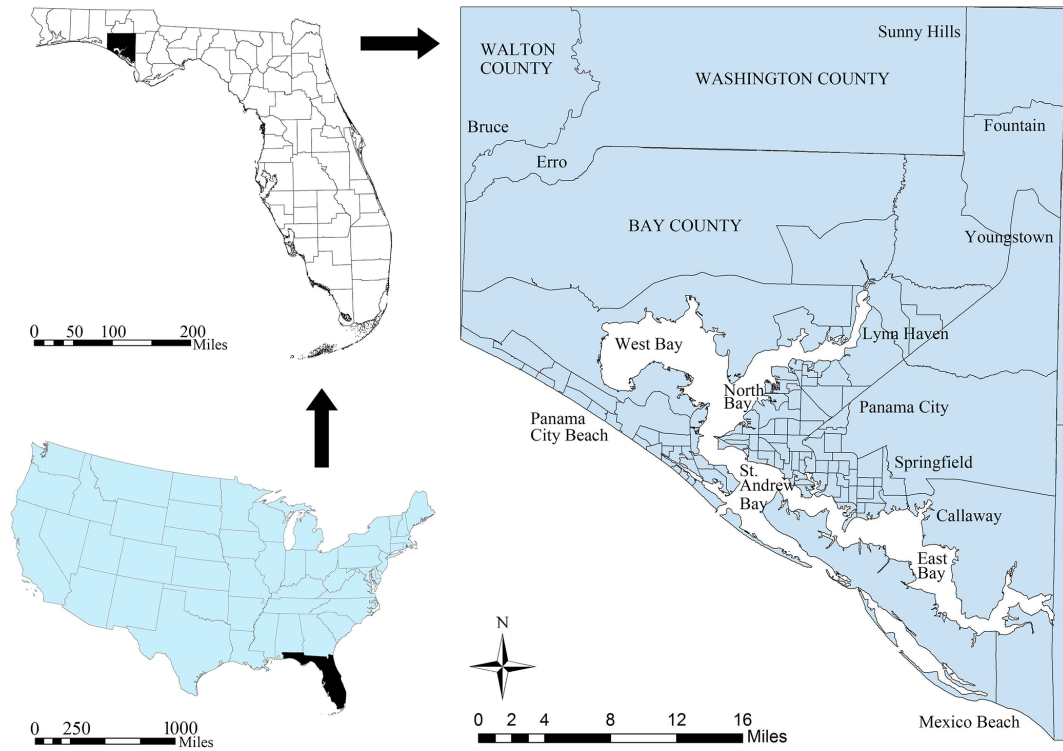 0 50 100 200
Miles
0 250 1000
Miles
WALTON
COUNTY
Sunny Hills
WASHINGTON COUNTY
Bruce
Fountain
Erro
BAY COUNTY
Youngstown
West Bay
Lynn Haven
North
Bay
Panama
City Beach
Panama City
St.
Andrew
Bay
Springfield
Callaway
East
Bay
N
Mexico Beach
0 2 4 8 12 16
Miles